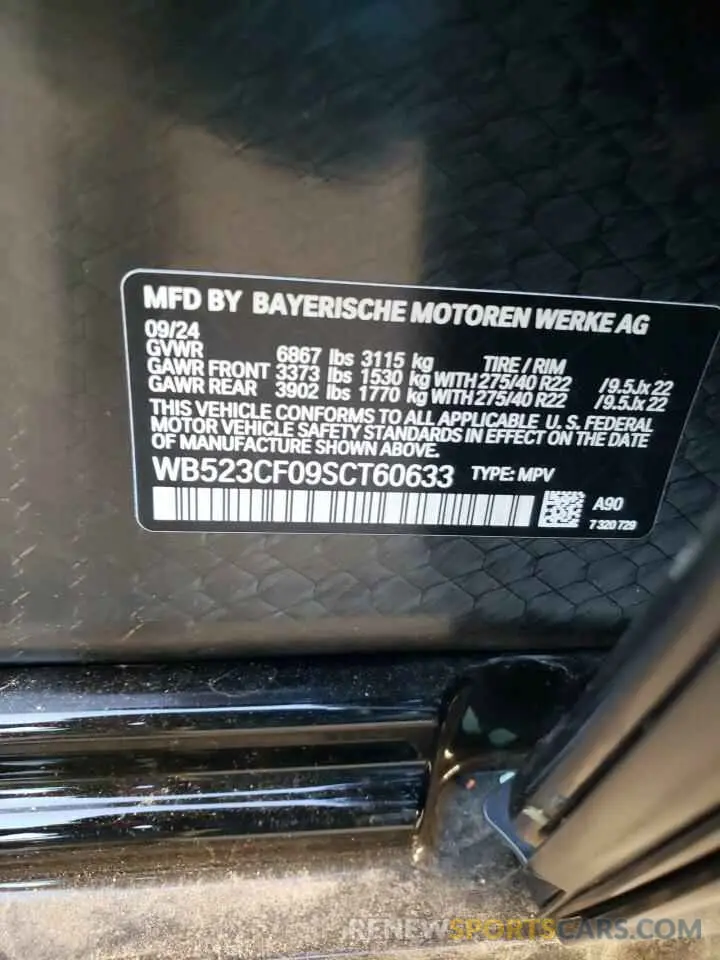 MFD BY BAYERISCHE MOTOREN WERKE AG
09/24
GVWR 6867 lbs 3115 kg TIRE / RIM
GAWR FRONT 3373 lbs 1530 kg WITH 275/40 R22 /9.5Jx 22
GAWR REAR 3902 lbs 1770 kg WITH 275/40 R22 /9.5Jx 22
THIS VEHICLE CONFORMS TO ALL APPLICABLE U. S. FEDERAL
MOTOR VEHICLE SAFETY STANDARDS IN EFFECT ON THE DATE
OF MANUFACTURE SHOWN ABOVE.
WB523CF09SCT60633 TYPE: MPV
A90
7 320 729
RENEWSPORTSCARS.COM